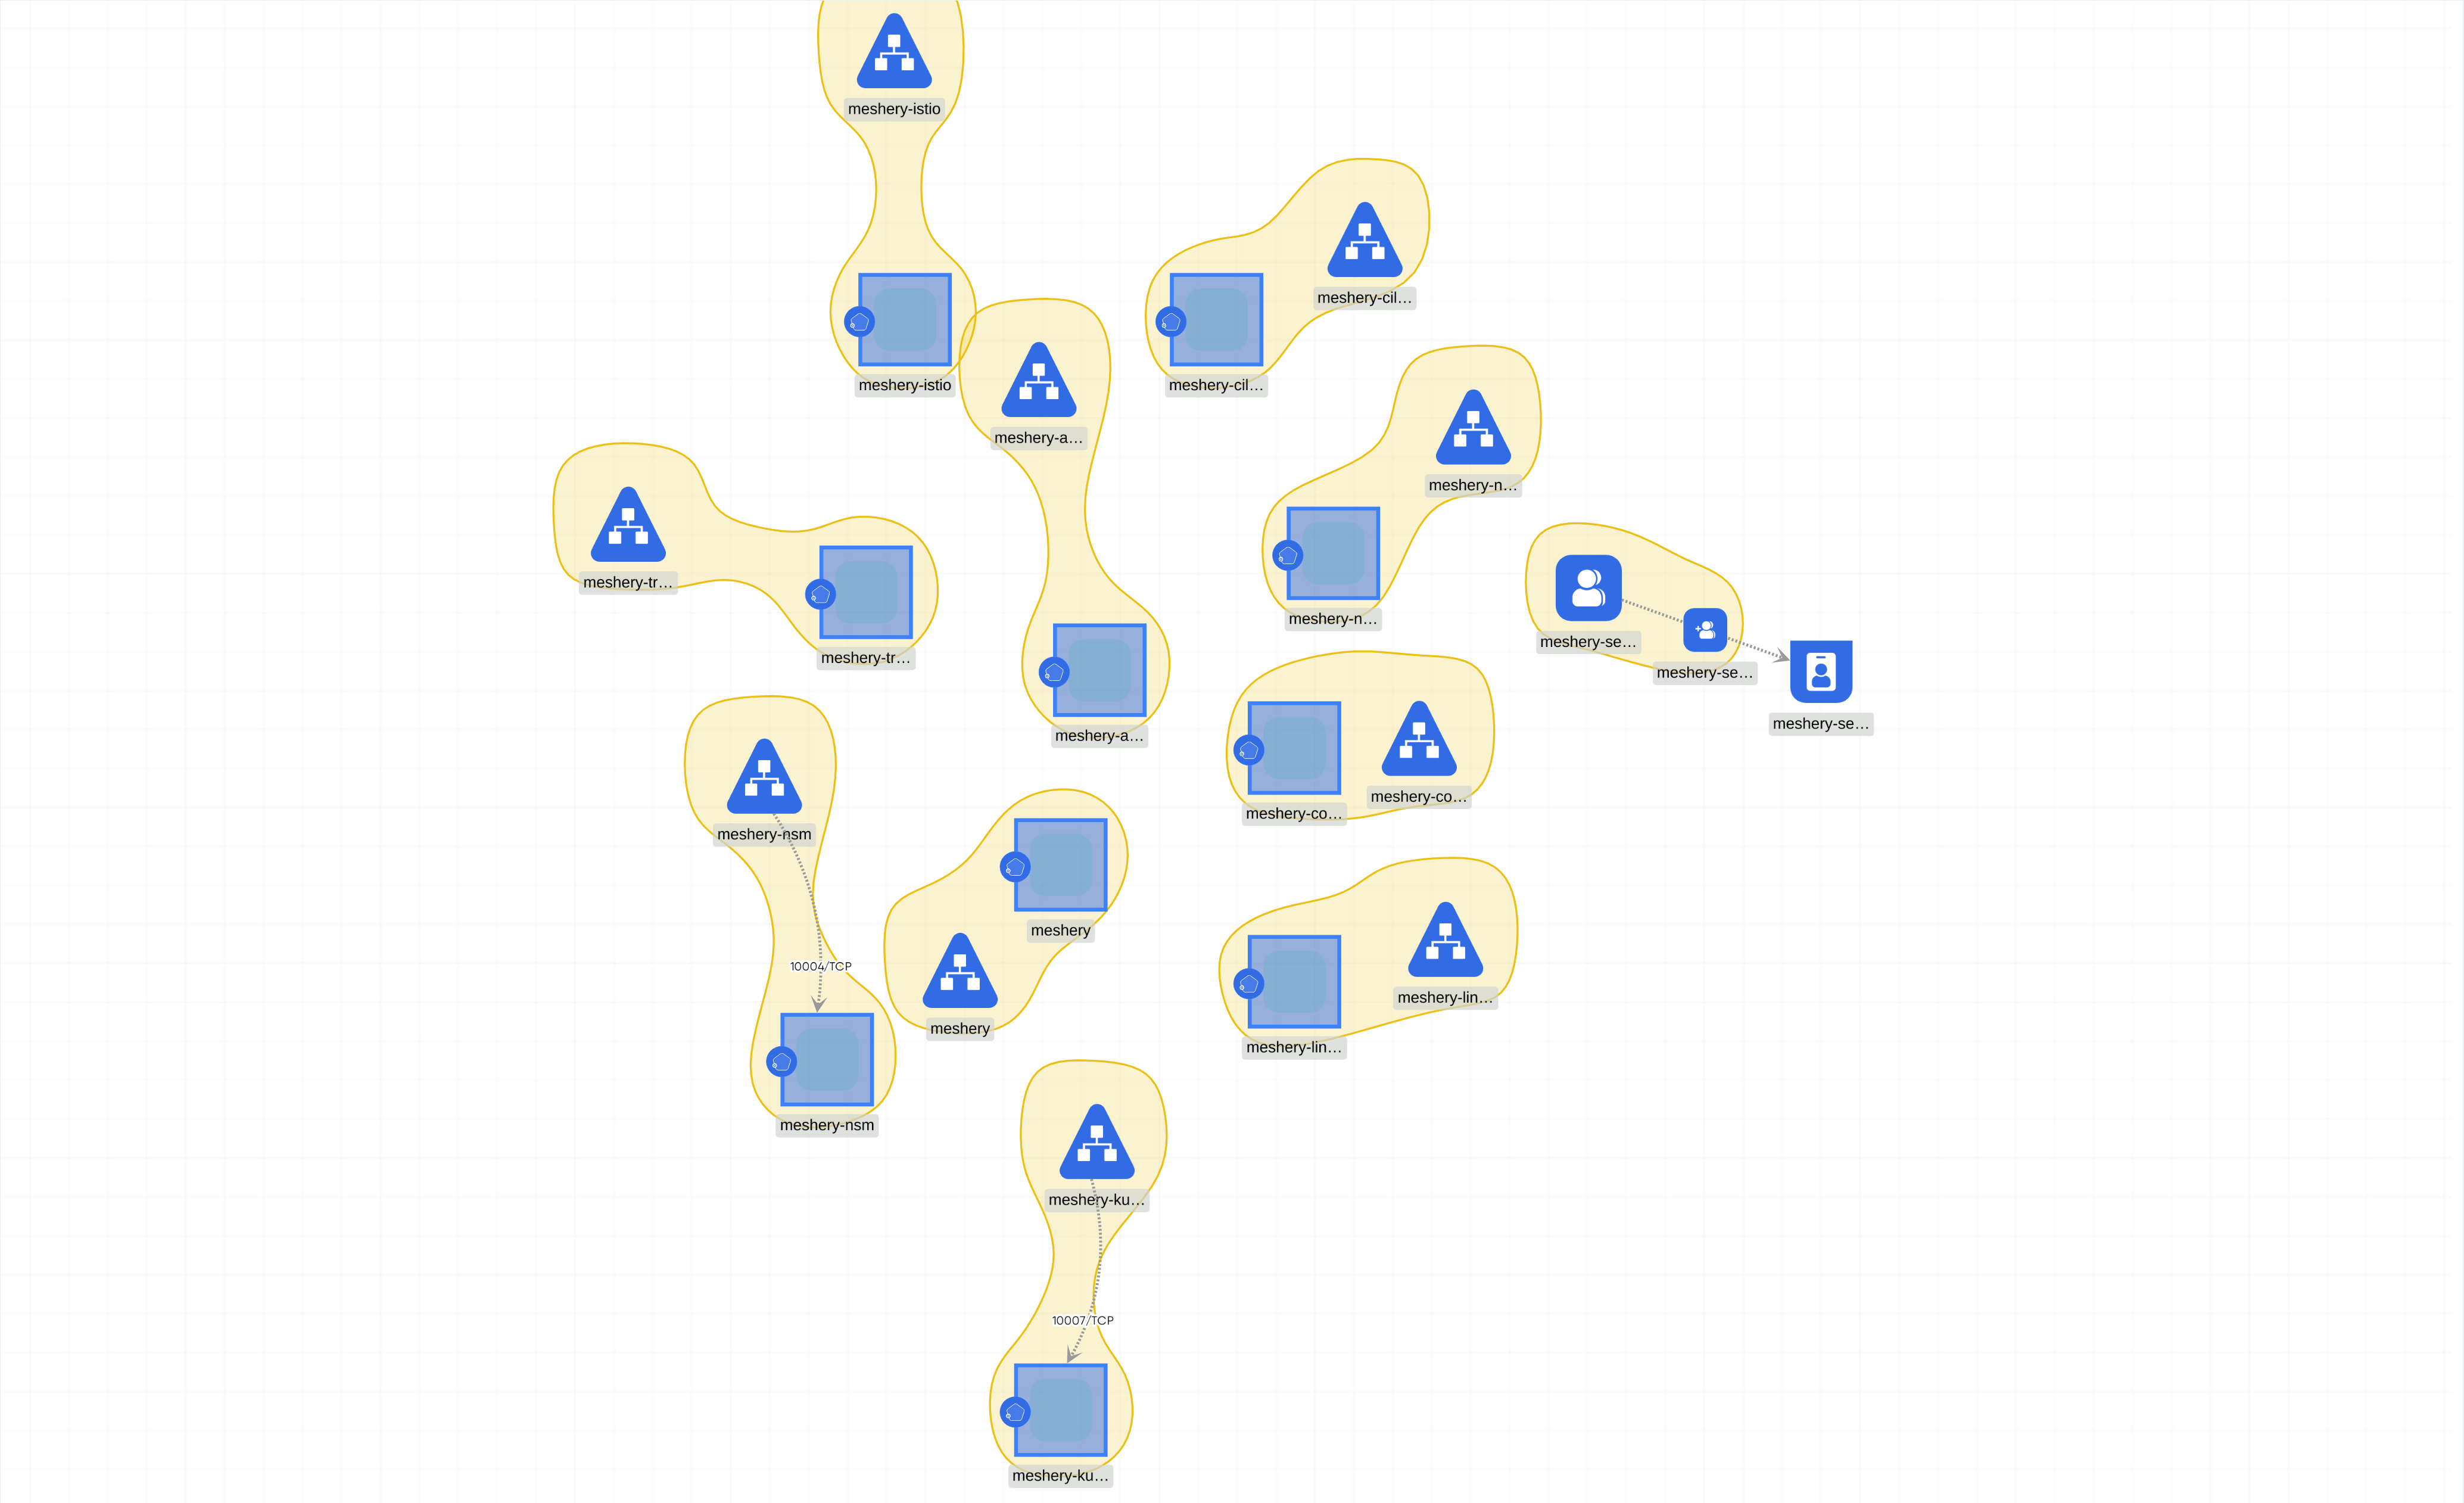 meshery-istio
meshery-cil…
meshery-istio
meshery-cil…
meshery-a…
meshery-n…
meshery-tr…
meshery-n…
meshery-se…
meshery-tr…
meshery-se…
meshery-se…
meshery-a…
meshery-co…
meshery-co…
meshery-nsm
meshery
10004/TCP
meshery-lin…
meshery
meshery-lin…
meshery-nsm
meshery-ku…
10007/TCP
meshery-ku…